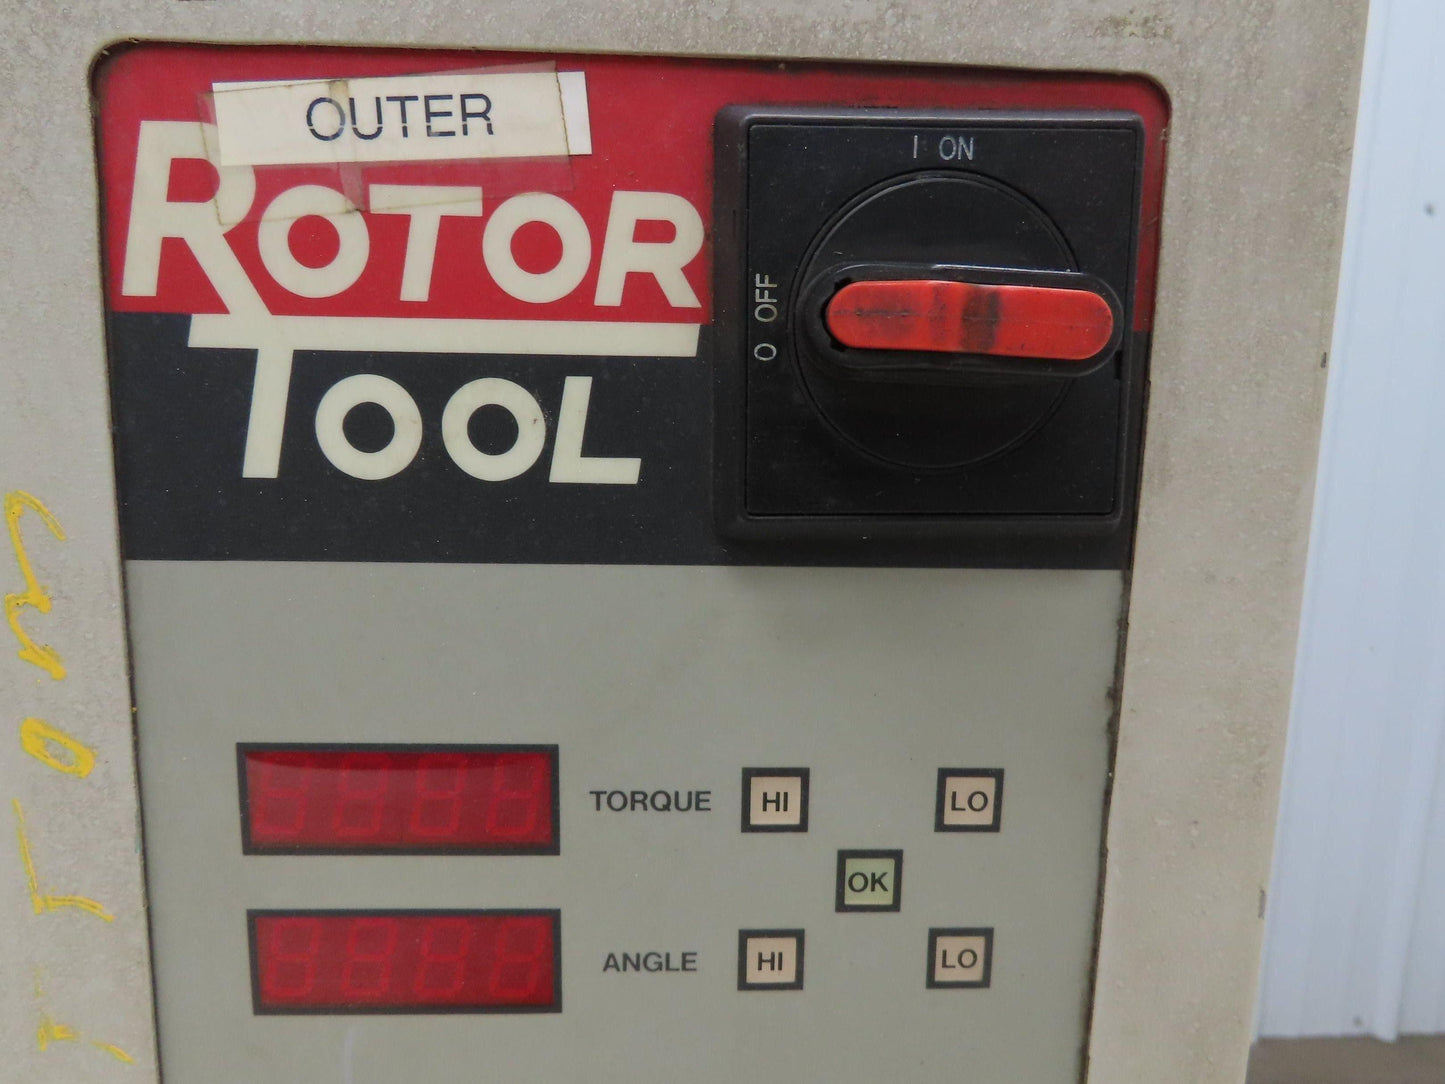 OUTER
ROTOR
TOOL
I ON
O OFF
TORQUE HI LO
OK
ANGLE HI LO